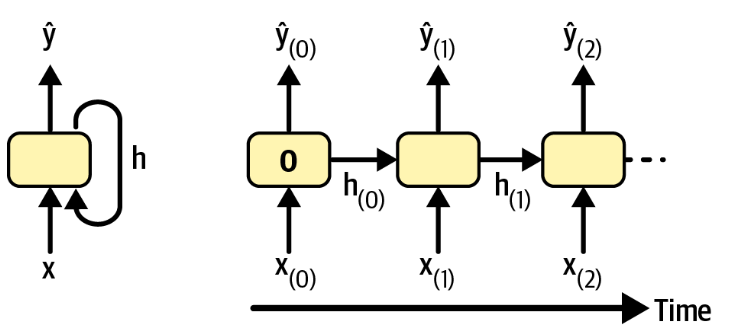 ŷ ŷ(0) ŷ(1) ŷ(2)
0
h h(0) h(1)
x x(0) x(1) x(2)
Time